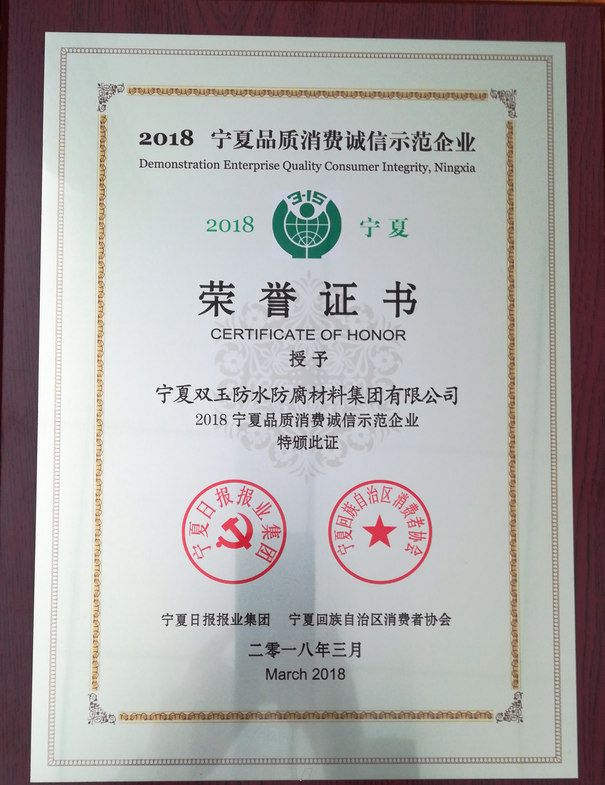 2018 宁夏品质消费诚信示范企业
Demonstration Enterprise Quality Consumer Integrity, Ningxia
3·15
2018 宁夏
荣誉证书
CERTIFICATE OF HONOR
授予
宁夏双玉防水防腐材料集团有限公司
2018宁夏品质消费诚信示范企业
特颁此证
宁夏日报报业集团
宁夏回族自治区消费者协会
宁夏日报报业集团 宁夏回族自治区消费者协会
二零一八年三月
March 2018